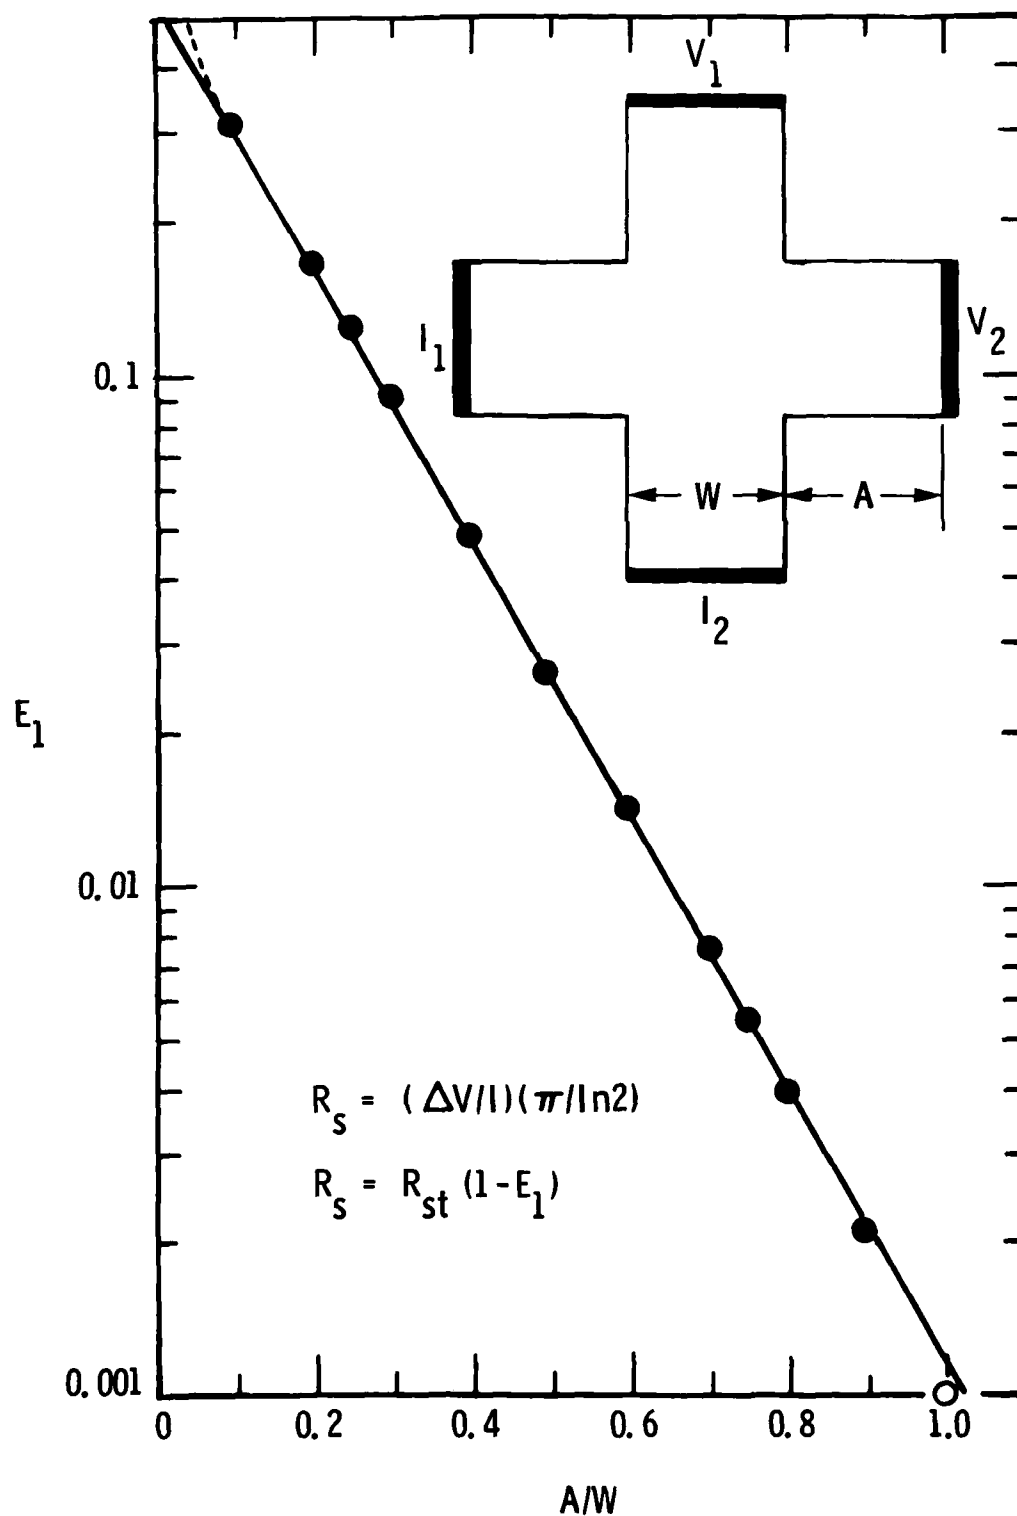 V1
I1
V2
W
A
I2
0.1
E1
0.01
Rs = (ΔV/I)(π/ln2)
Rs = Rst (1-E1)
0.001
0
0.2
0.4
0.6
0.8
1.0
A/W